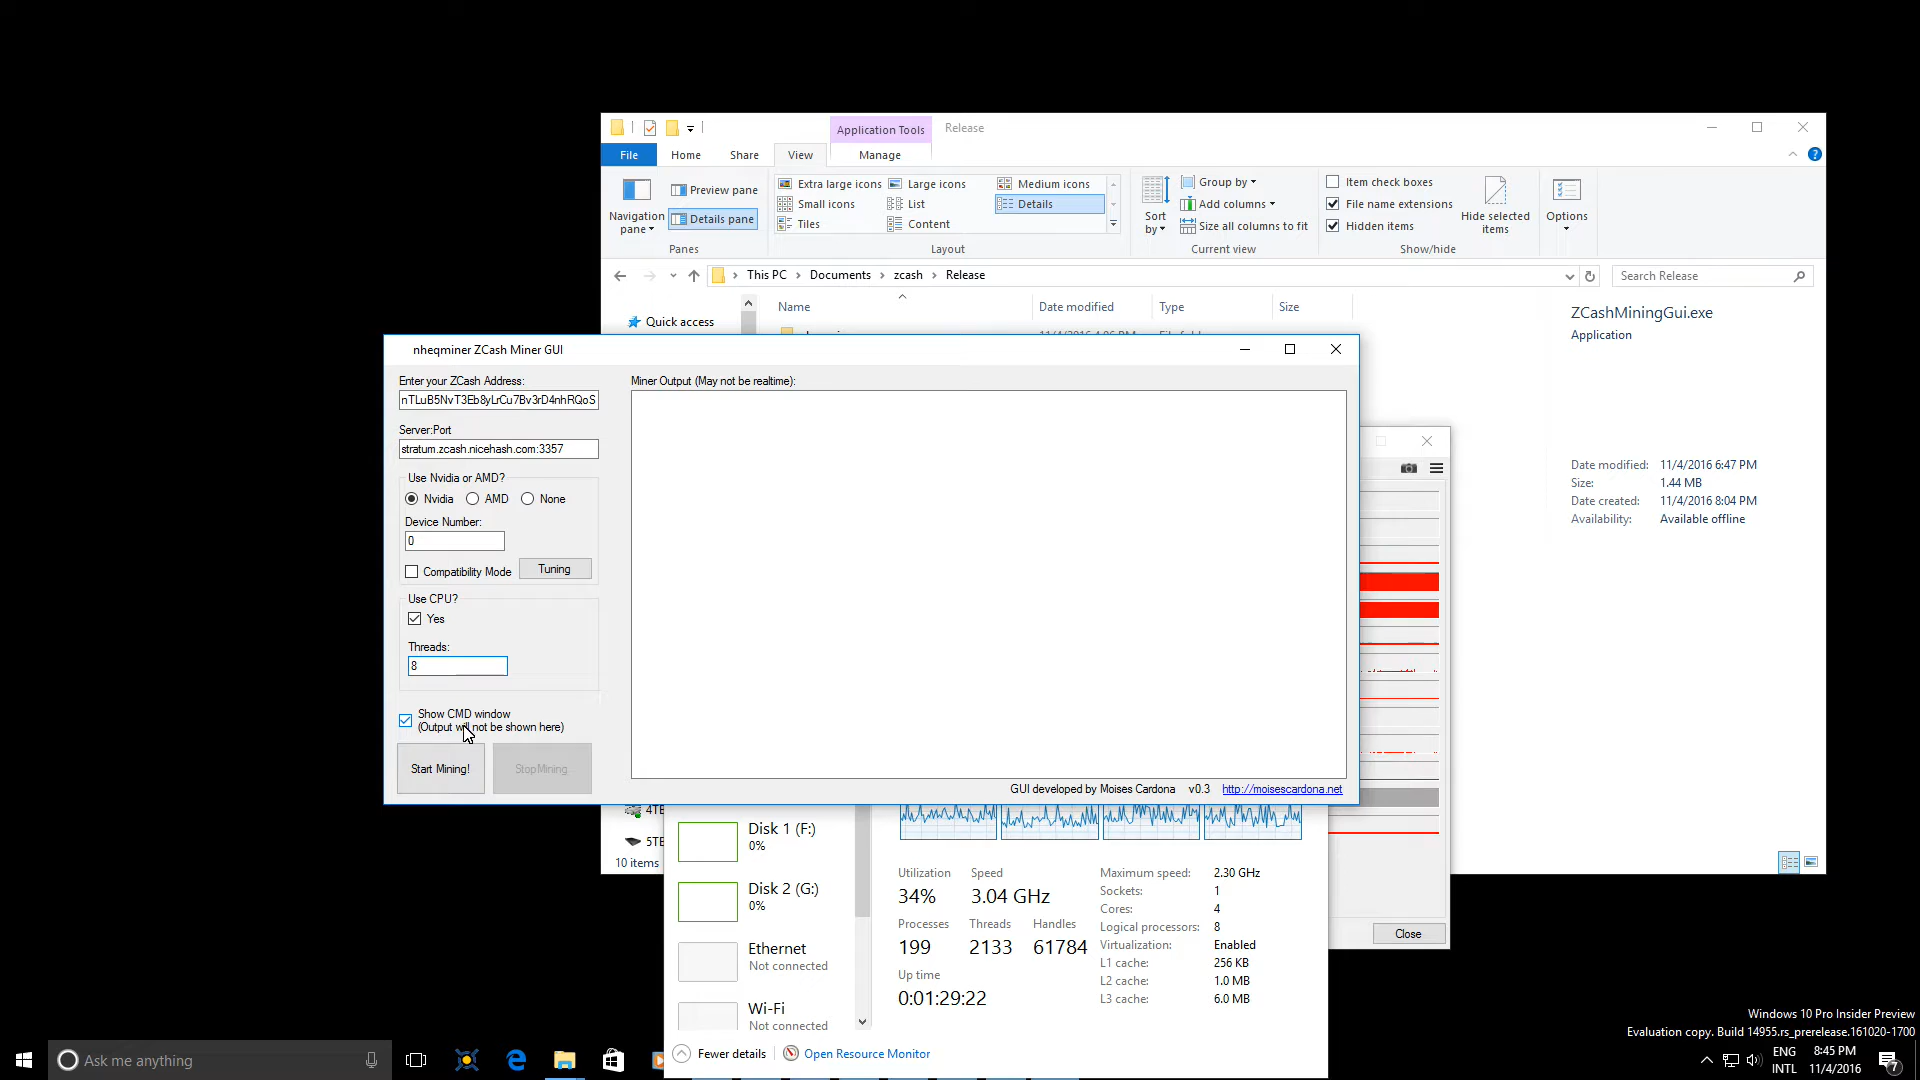 Application Tools
Release
File
Home
Share
View
Manage
Navigation pane
Preview pane
Details pane
Panes
Extra large icons
Large icons
Medium icons
Small icons
List
Details
Tiles
Content
Layout
Sort by
Group by
Add columns
Size all columns to fit
Current view
Item check boxes
File name extensions
Hidden items
Hide selected items
Show/hide
Options
This PC > Documents > zcash > Release
Search Release
Quick access
Name
Date modified
Type
Size
ZCashMiningGui.exe
Application
Date modified: 11/4/2016 6:47 PM
Size: 1.44 MB
Date created: 11/4/2016 8:04 PM
Availability: Available offline
nheqminer ZCash Miner GUI
Enter your ZCash Address:
nTLuB5NvT3Eb8yLrCu7Bv3rD4nhRQoS
Server:Port
stratum.zcash.nicehash.com:3357
Use Nvidia or AMD?
Nvidia
AMD
None
Device Number:
0
Compatibility Mode
Tuning
Use CPU?
Yes
Threads:
8
Show CMD window
(Output will not be shown here)
Start Mining!
Stop Mining
Miner Output (May not be realtime):
GUI developed by Moises Cardona v0.3 http://moisescardona.net
4TB
5TB
10 items
Disk 1 (F:)
0%
Disk 2 (G:)
0%
Ethernet
Not connected
Wi-Fi
Not connected
Utilization
34%
Speed
3.04 GHz
Processes
199
Threads
2133
Handles
61784
Up time
0:01:29:22
Maximum speed: 2.30 GHz
Sockets: 1
Cores: 4
Logical processors: 8
Virtualization: Enabled
L1 cache: 256 KB
L2 cache: 1.0 MB
L3 cache: 6.0 MB
Fewer details
Open Resource Monitor
Close
Windows 10 Pro Insider Preview
Evaluation copy. Build 14955.rs_prerelease.161020-1700
Ask me anything
ENG
INTL
8:45 PM
11/4/2016
7